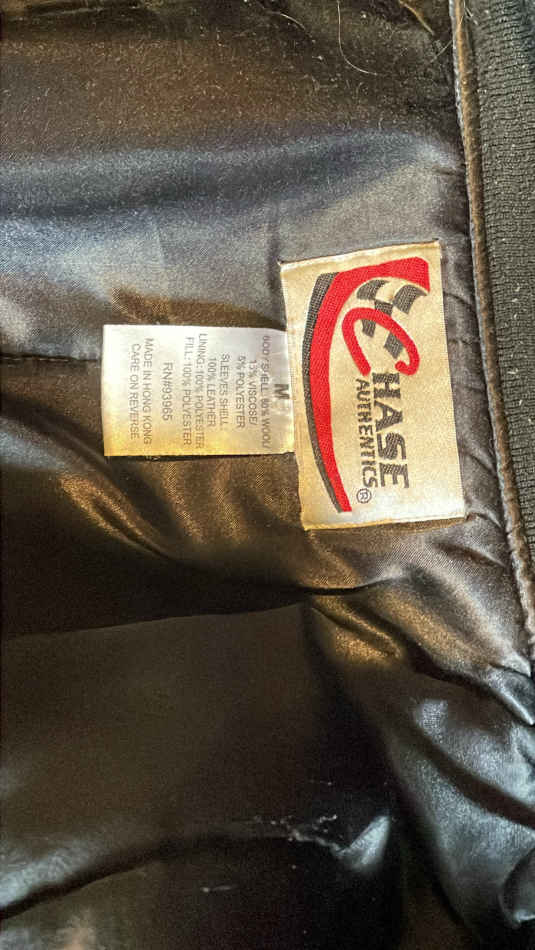 CHASE
AUTHENTICS®
M
BODY SHELL 80% WOOL/
15% VISCOSE/
5% POLYESTER
SLEEVES SHELL
100% LEATHER
LINING:100% POLYESTER
FILL:100% POLYESTER
RN#93965
MADE IN HONG KONG
CARE ON REVERSE